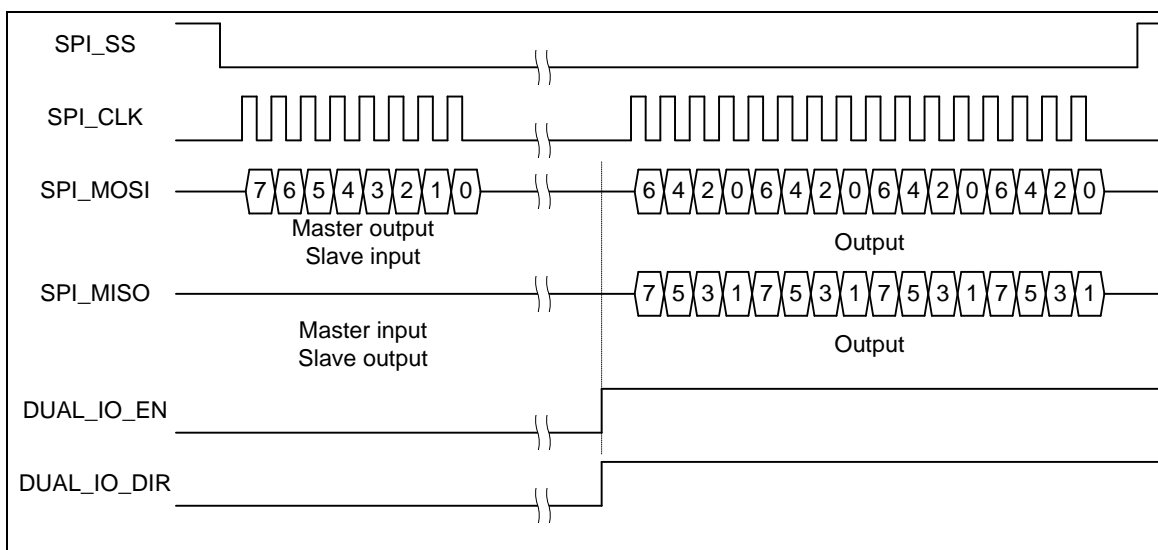 SPI_SS
SPI_CLK
SPI_MOSI
7 6 5 4 3 2 1 0
6 4 2 0 6 4 2 0 6 4 2 0 6 4 2 0
Master output
Slave input
Output
SPI_MISO
7 5 3 1 7 5 3 1 7 5 3 1 7 5 3 1
Master input
Slave output
Output
DUAL_IO_EN
DUAL_IO_DIR